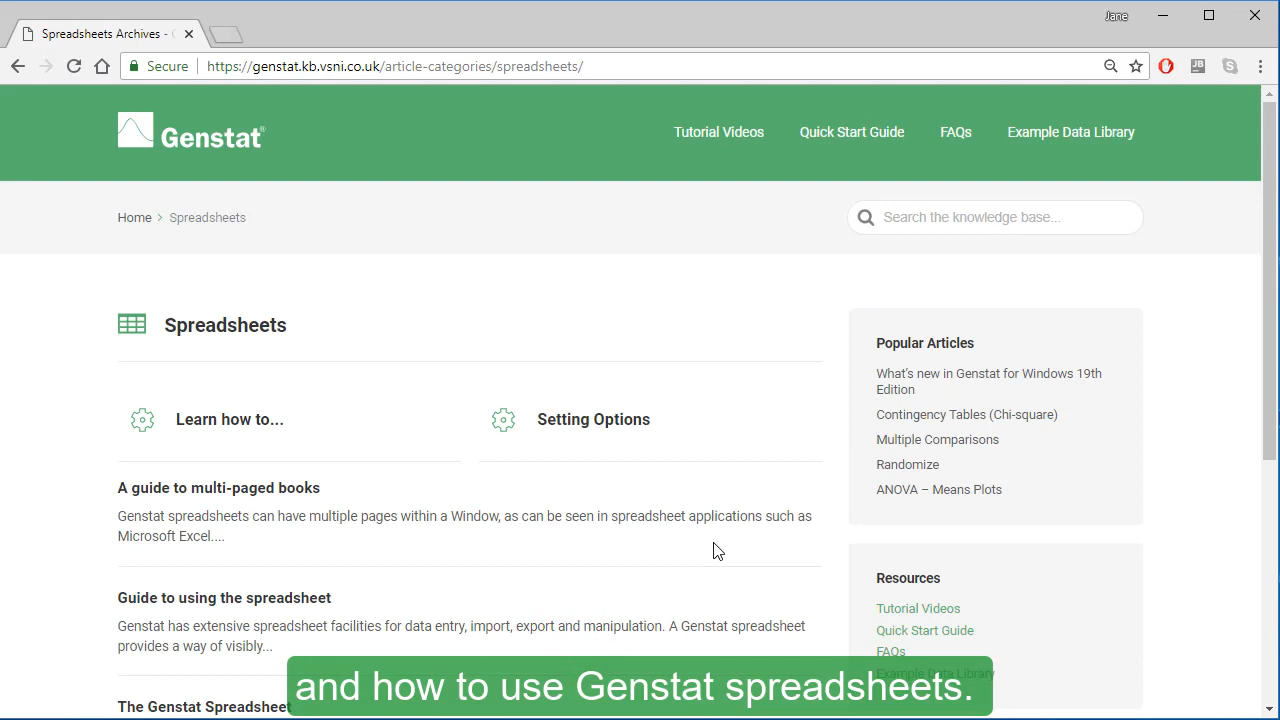 Jane
Spreadsheets Archives -
Secure
https://genstat.kb.vsni.co.uk/article-categories/spreadsheets/
JB
Genstat®
Tutorial Videos
Quick Start Guide
FAQs
Example Data Library
Home > Spreadsheets
Search the knowledge base...
Spreadsheets
Learn how to...
Setting Options
A guide to multi-paged books
Genstat spreadsheets can have multiple pages within a Window, as can be seen in spreadsheet applications such as
Microsoft Excel....
Guide to using the spreadsheet
Genstat has extensive spreadsheet facilities for data entry, import, export and manipulation. A Genstat spreadsheet
provides a way of visibly...
The Genstat Spreadsheet
Popular Articles
What's new in Genstat for Windows 19th
Edition
Contingency Tables (Chi-square)
Multiple Comparisons
Randomize
ANOVA – Means Plots
Resources
Tutorial Videos
Quick Start Guide
FAQs
Example Data Library
and how to use Genstat spreadsheets.